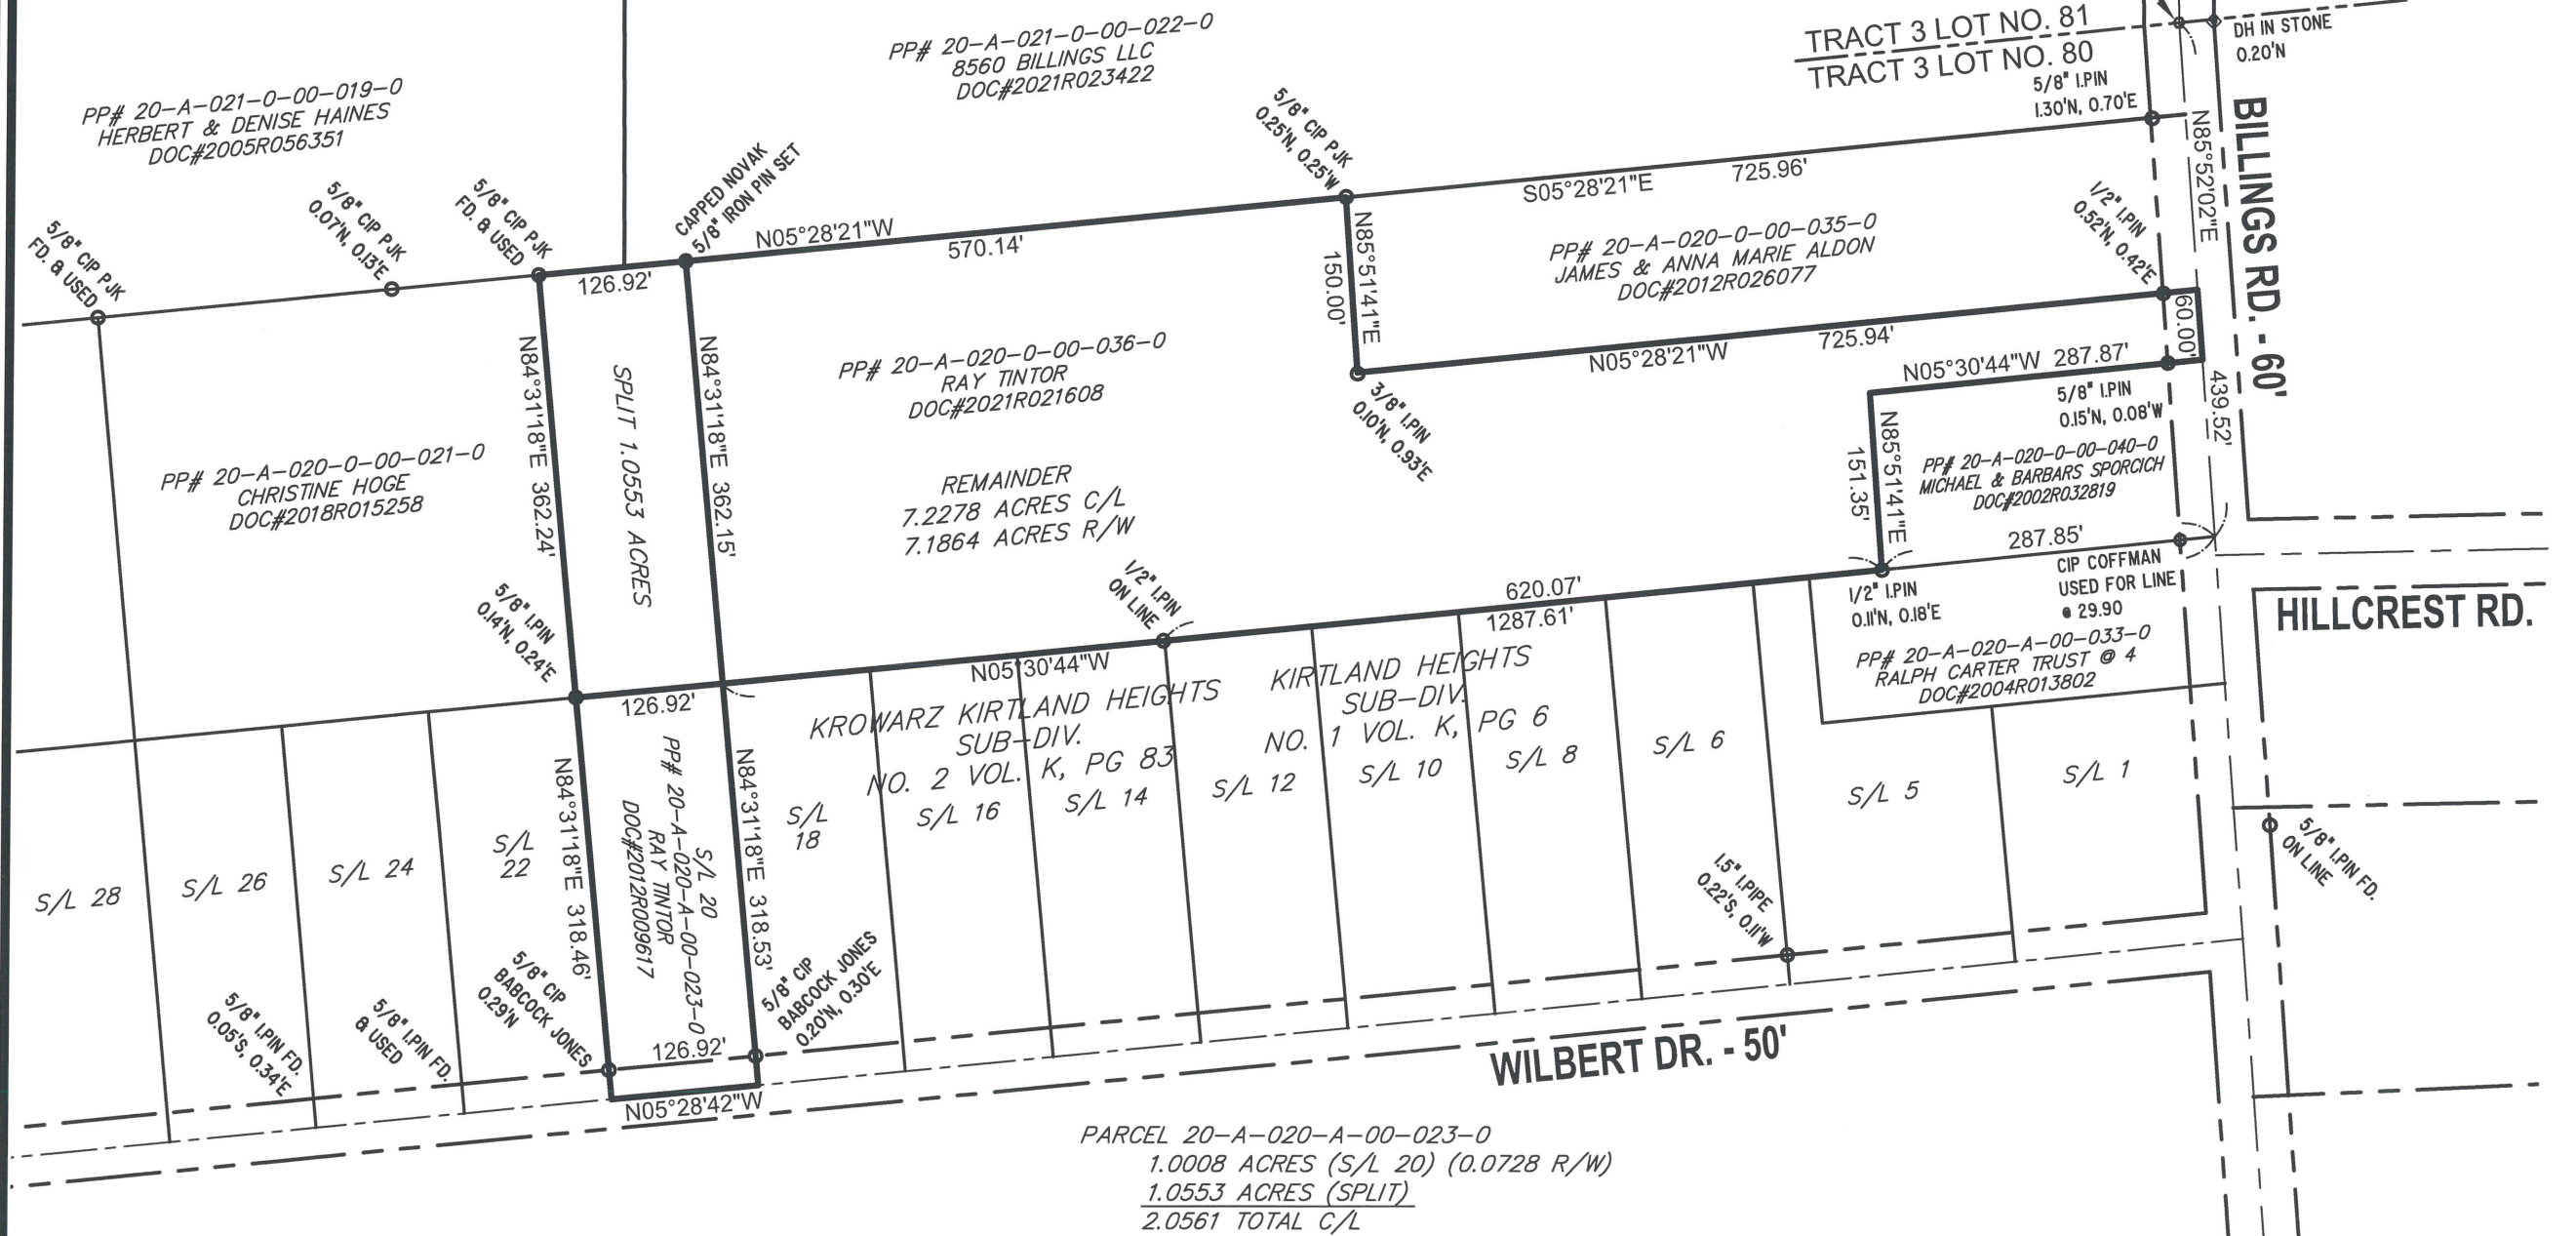 PP# 20-A-021-0-00-019-0
HERBERT & DENISE HAINES
DOC#2005R056351
PP# 20-A-021-0-00-022-0
8560 BILLINGS LLC
DOC#2021R023422
TRACT 3 LOT NO. 81
TRACT 3 LOT NO. 80
DH IN STONE
0.20'N
5/8" I.PIN
1.30'N, 0.70'E
N85°52'02"E
BILLINGS RD. - 60'
5/8" CIP PJK
FD. & USED
5/8" CIP PJK
0.07'N, 0.13'E
5/8" CIP PJK
FD. & USED
CAPPED NOVAK
5/8" IRON PIN SET
5/8" CIP PJK
0.25'N, 0.25'W
126.92'
N05°28'21"W
570.14'
S05°28'21"E
725.96'
N85°51'41"E
150.00'
PP# 20-A-020-0-00-035-0
JAMES & ANNA MARIE ALDON
DOC#2012R026077
1/2" I.PIN
0.52'N, 0.42'E
60.00'
N05°28'21"W
725.94'
3/8" I.PIN
0.10'N, 0.93'E
N05°30'44"W 287.87'
5/8" I.PIN
0.15'N, 0.08'W
439.52'
N85°51'41"E
151.35'
PP# 20-A-020-0-00-040-0
MICHAEL & BARBARS SPORCICH
DOC#2002R032819
287.85'
PP# 20-A-020-0-00-021-0
CHRISTINE HOGE
DOC#2018R015258
N84°31'18"E 362.24'
SPLIT 1.0553 ACRES
N84°31'18"E 362.15'
PP# 20-A-020-0-00-036-0
RAY TINTOR
DOC#2021R021608
REMAINDER
7.2278 ACRES C/L
7.1864 ACRES R/W
5/8" I.PIN
0.14'N, 0.24'E
1/2" I.PIN
ON LINE
620.07'
1287.61'
N05°30'44"W
126.92'
1/2" I.PIN
0.11'N, 0.18'E
CIP COFFMAN
USED FOR LINE
@ 29.90
HILLCREST RD.
PP# 20-A-020-A-00-033-0
RALPH CARTER TRUST @ 4
DOC#2004R013802
KROWARZ KIRTLAND HEIGHTS
SUB-DIV.
NO. 2 VOL. K, PG 83
KIRTLAND HEIGHTS
SUB-DIV.
NO. 1 VOL. K, PG 6
S/L 28
S/L 26
S/L 24
S/L
22
N84°31'18"E 318.46'
S/L 20
PP# 20-A-020-A-00-023-0
RAY TINTOR
DOC#2012R009617
N84°31'18"E 318.53'
S/L
18
S/L 16
S/L 14
S/L 12
S/L 10
S/L 8
S/L 6
S/L 5
S/L 1
5/8" I.PIN FD.
ON LINE
1.5" I.PIPE
0.22'S, 0.11'W
5/8" I.PIN FD.
0.05'S, 0.34'E
5/8" I.PIN FD.
& USED
5/8" CIP
BABCOCK JONES
0.29'N
5/8" CIP
BABCOCK JONES
0.20'N, 0.30'E
126.92'
N05°28'42"W
WILBERT DR. - 50'
PARCEL 20-A-020-A-00-023-0
1.0008 ACRES (S/L 20) (0.0728 R/W)
1.0553 ACRES (SPLIT)
2.0561 TOTAL C/L